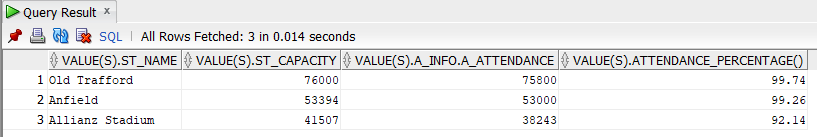 Query Result ×
SQL | All Rows Fetched: 3 in 0.014 seconds
VALUE(S).ST_NAME VALUE(S).ST_CAPACITY VALUE(S).A_INFO.A_ATTENDANCE VALUE(S).ATTENDANCE_PERCENTAGE()
1 Old Trafford 76000 75800 99.74
2 Anfield 53394 53000 99.26
3 Allianz Stadium 41507 38243 92.14